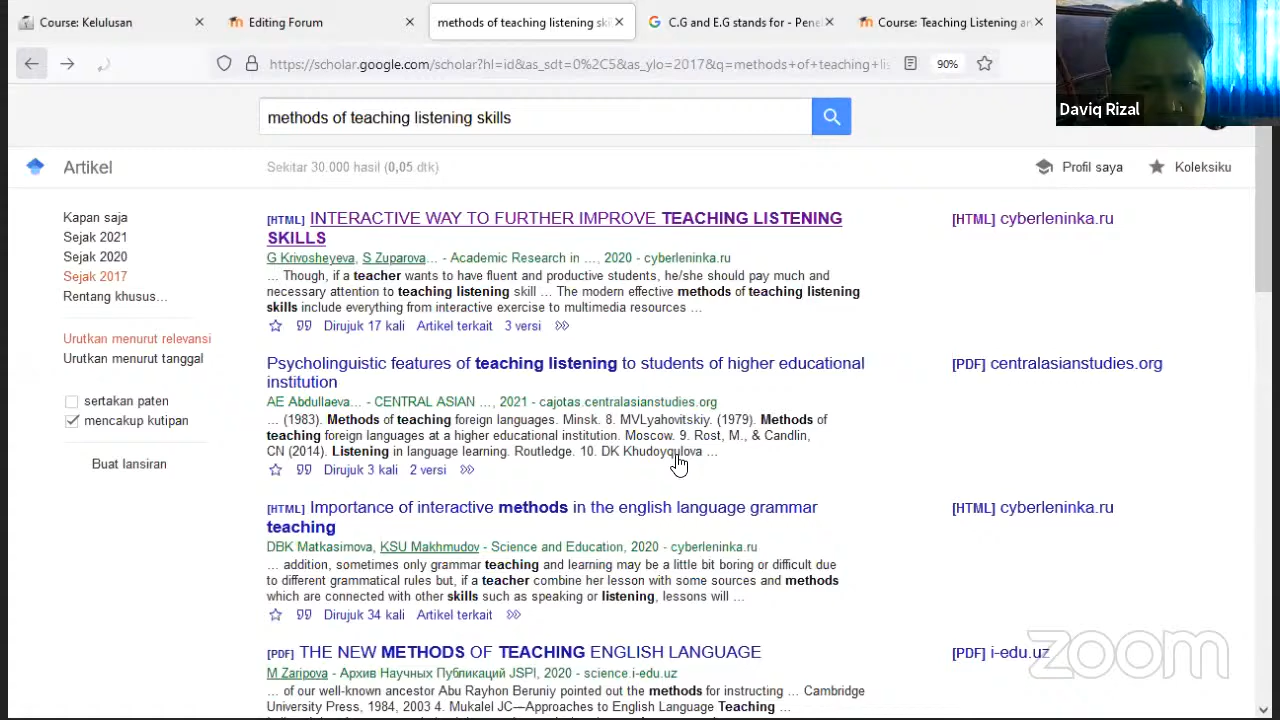 Course: Kelulusan
Editing Forum
methods of teaching listening ski
C.G and E.G stands for - Pene
Course: Teaching Listening an
https://scholar.google.com/scholar?hl=id&as_sdt=0%2C5&as_ylo=2017&q=methods+of+teaching+lis
90%
Daviq Rizal
methods of teaching listening skills
Artikel
Sekitar 30.000 hasil (0,05 dtk)
Profil saya
Koleksiku
Kapan saja
Sejak 2021
Sejak 2020
Sejak 2017
Rentang khusus...
Urutkan menurut relevansi
Urutkan menurut tanggal
sertakan paten
mencakup kutipan
Buat lansiran
[HTML] INTERACTIVE WAY TO FURTHER IMPROVE TEACHING LISTENING
SKILLS
G Krivosheyeva, S Zuparova... - Academic Research in ..., 2020 - cyberleninka.ru
... Though, if a teacher wants to have fluent and productive students, he/she should pay much and
necessary attention to teaching listening skill ... The modern effective methods of teaching listening
skills include everything from interactive exercise to multimedia resources ...
Dirujuk 17 kali Artikel terkait 3 versi
[HTML] cyberleninka.ru
Psycholinguistic features of teaching listening to students of higher educational
institution
AE Abdullaeva... - CENTRAL ASIAN ..., 2021 - cajotas.centralasianstudies.org
... (1983). Methods of teaching foreign languages. Minsk. 8. MVLyahovitskiy. (1979). Methods of
teaching foreign languages at a higher educational institution. Moscow. 9. Rost, M., & Candlin,
CN (2014). Listening in language learning. Routledge. 10. DK Khudoyqulova ...
Dirujuk 3 kali 2 versi
[PDF] centralasianstudies.org
[HTML] Importance of interactive methods in the english language grammar
teaching
DBK Matkasimova, KSU Makhmudov - Science and Education, 2020 - cyberleninka.ru
... addition, sometimes only grammar teaching and learning may be a little bit boring or difficult due
to different grammatical rules but, if a teacher combine her lesson with some sources and methods
which are connected with other skills such as speaking or listening, lessons will ...
Dirujuk 34 kali Artikel terkait
[HTML] cyberleninka.ru
[PDF] THE NEW METHODS OF TEACHING ENGLISH LANGUAGE
M Zaripova - Архив Научных Публикаций JSPI, 2020 - science.i-edu.uz
... of our well-known ancestor Abu Rayhon Beruniy pointed out the methods for instructing ... Cambridge
University Press, 1984, 2003 4. Mukalel JC—Approaches to English Language Teaching ...
[PDF] i-edu.uz
zoom